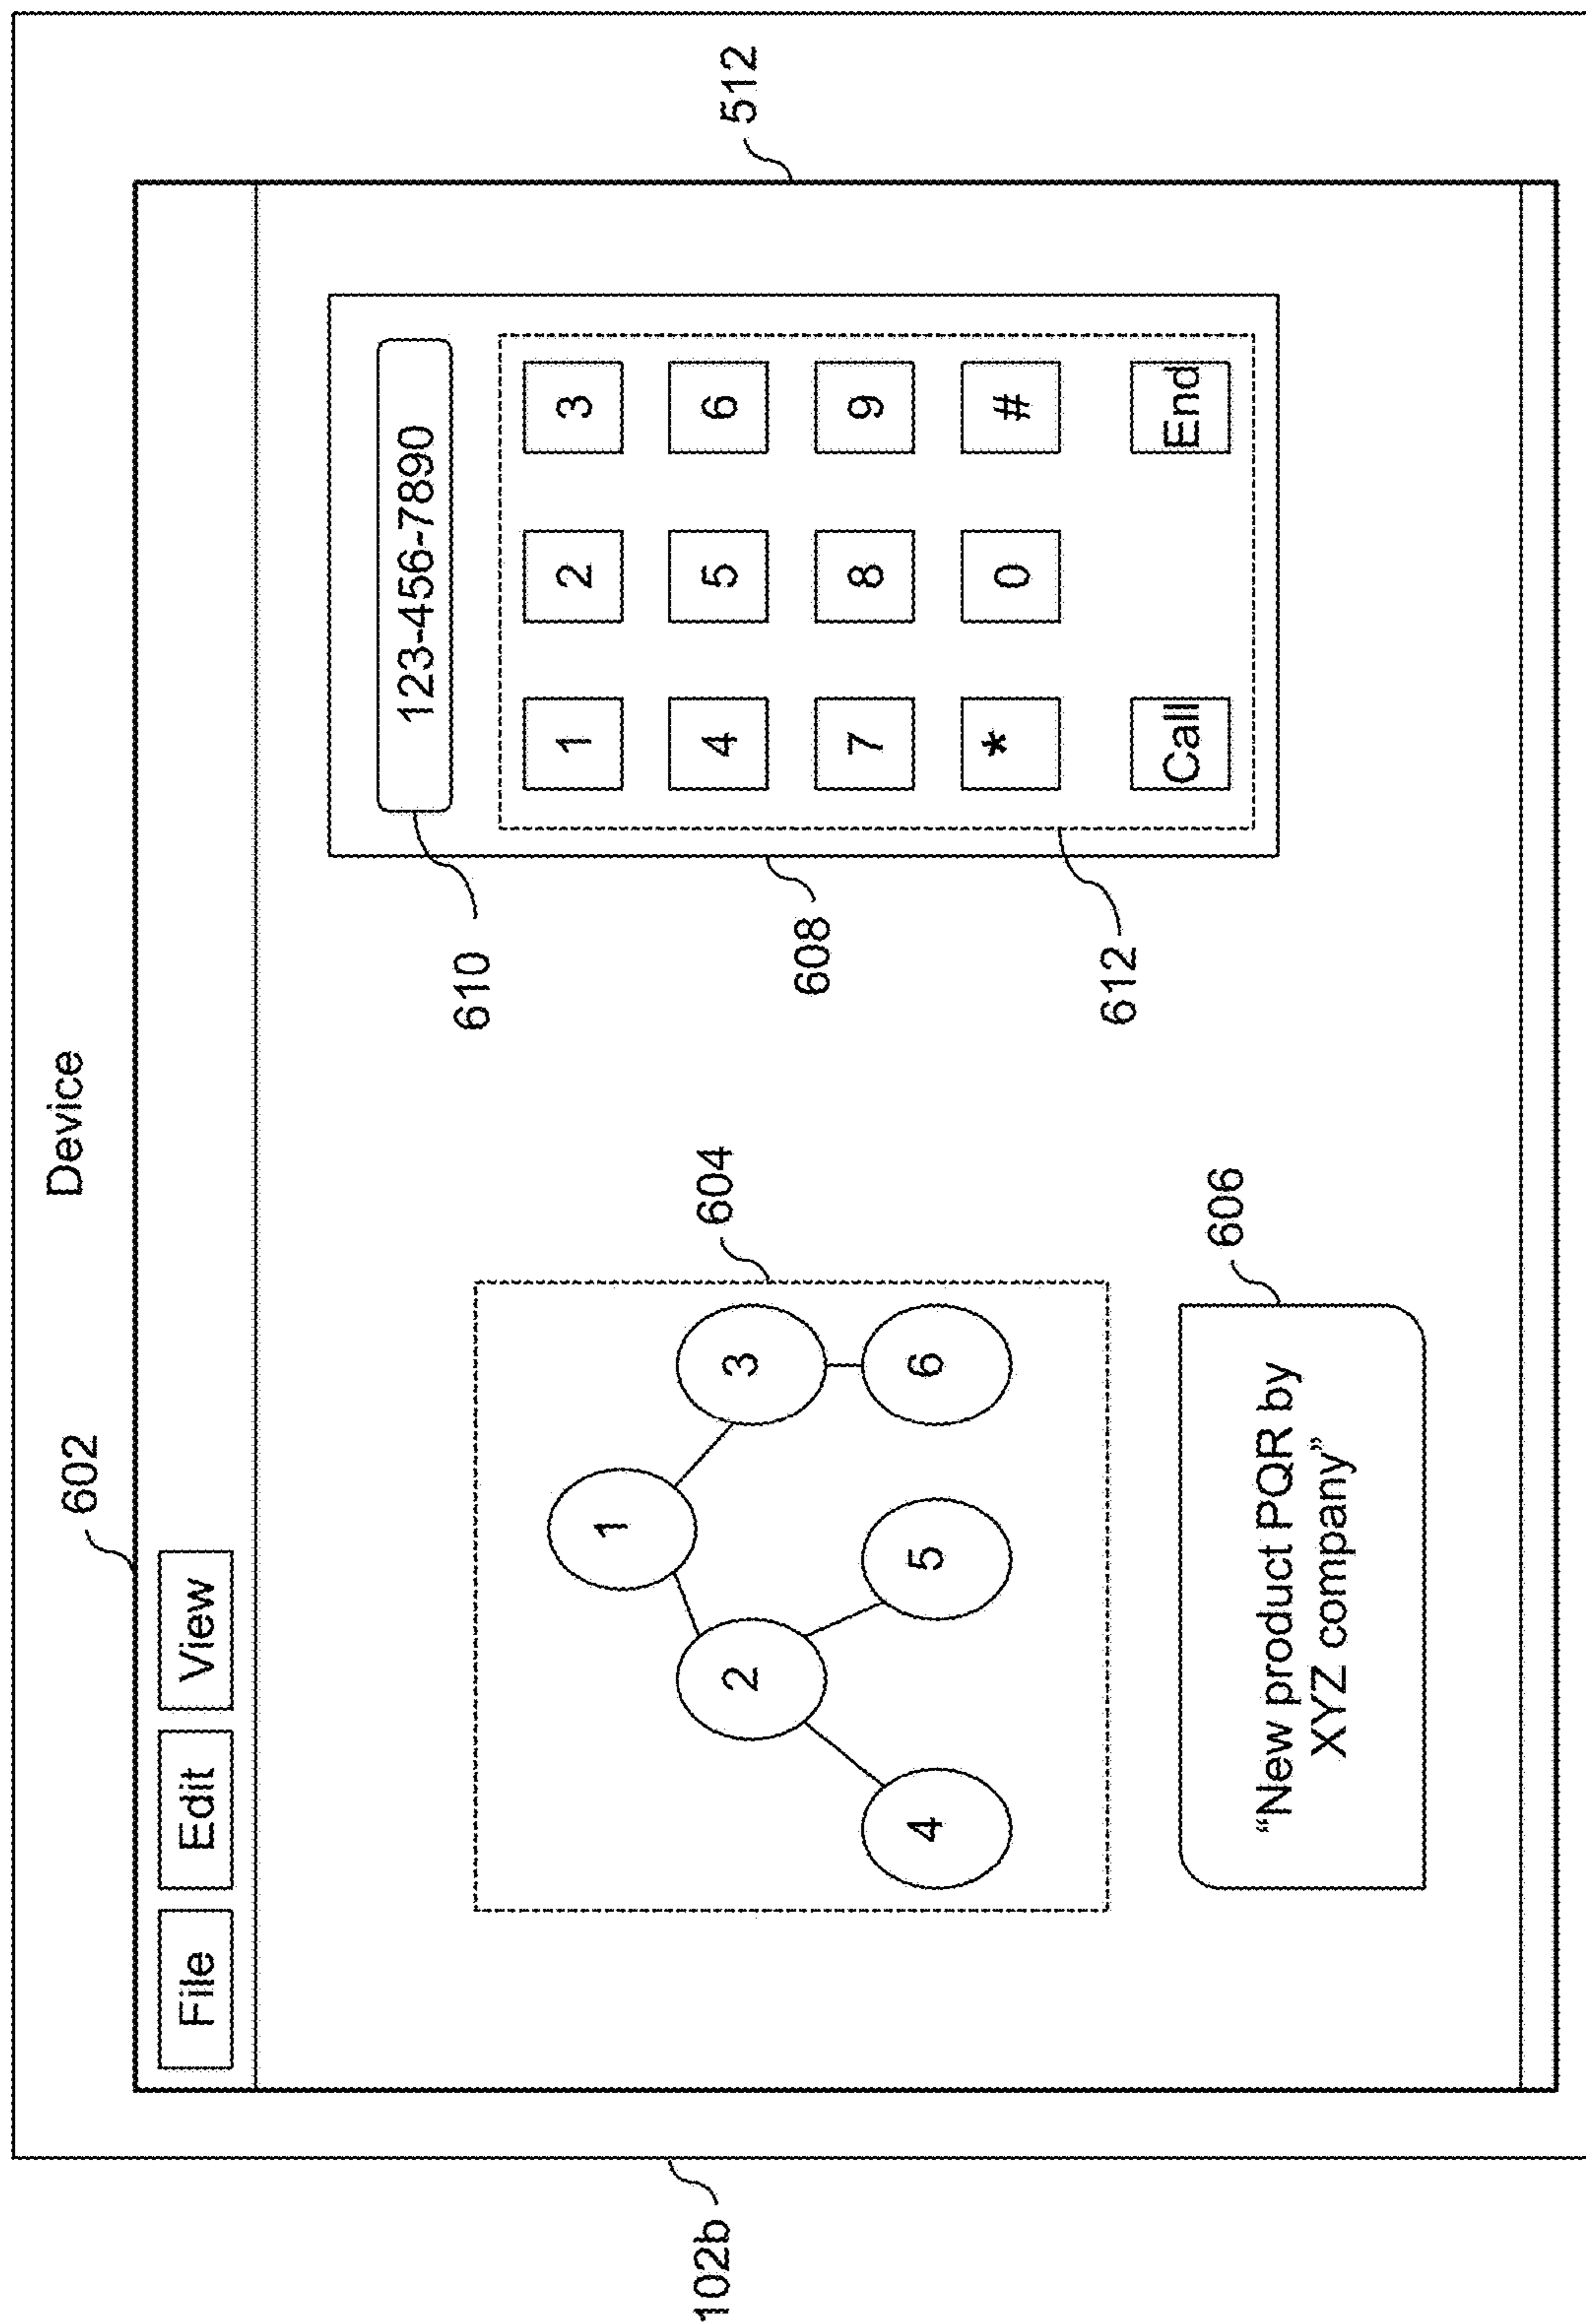 Device
602
File
Edit
View
512
610
123-456-7890
1
2
3
4
5
6
7
8
9
*
0
#
Call
End
608
612
604
1
2
3
4
5
6
606
“New product PQR by
XYZ company”
102b